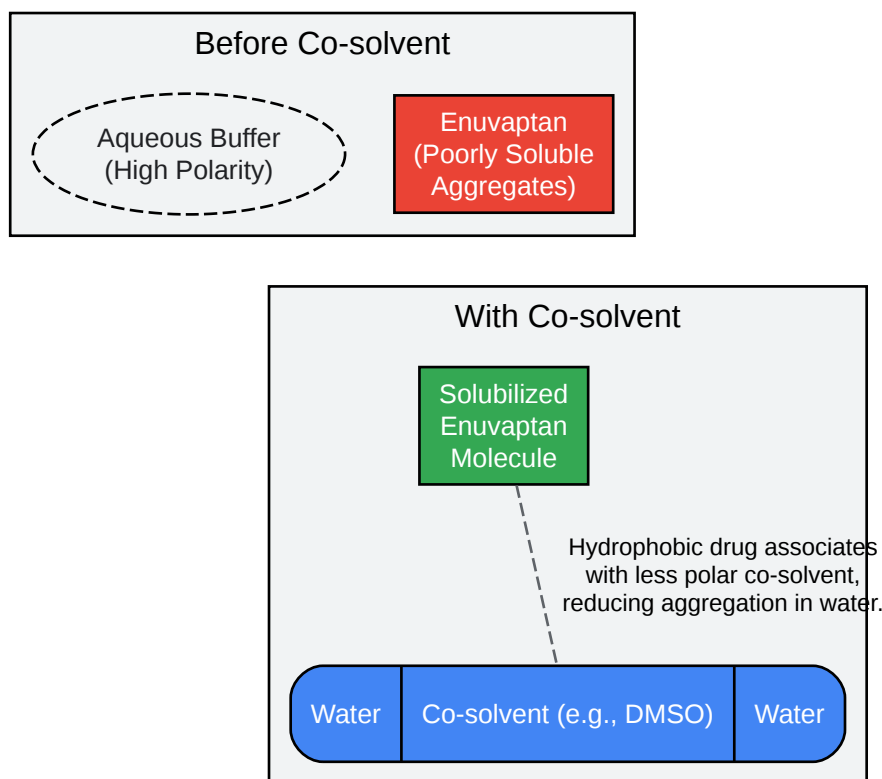 Before Co-solvent
Aqueous Buffer
(High Polarity)
Enuvaptan
(Poorly Soluble
Aggregates)
With Co-solvent
Solubilized
Enuvaptan
Molecule
Hydrophobic drug associates
with less polar co-solvent,
reducing aggregation in water.
Water
Co-solvent (e.g., DMSO)
Water